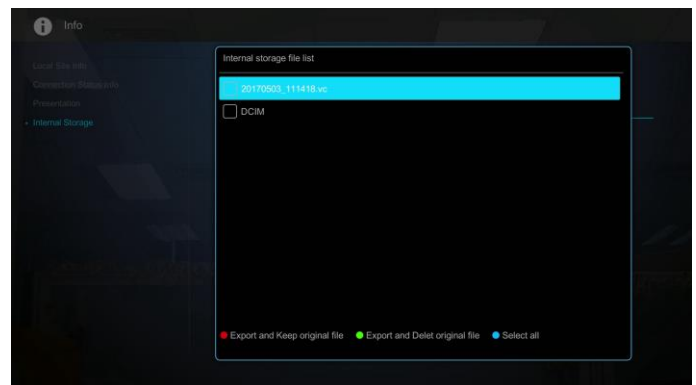 Info
Local Site Info
Connection Status Info
Presentation
Internal Storage
Internal storage file list
20170503_111418.vc
DCIM
Export and Keep original file
Export and Delet original file
Select all